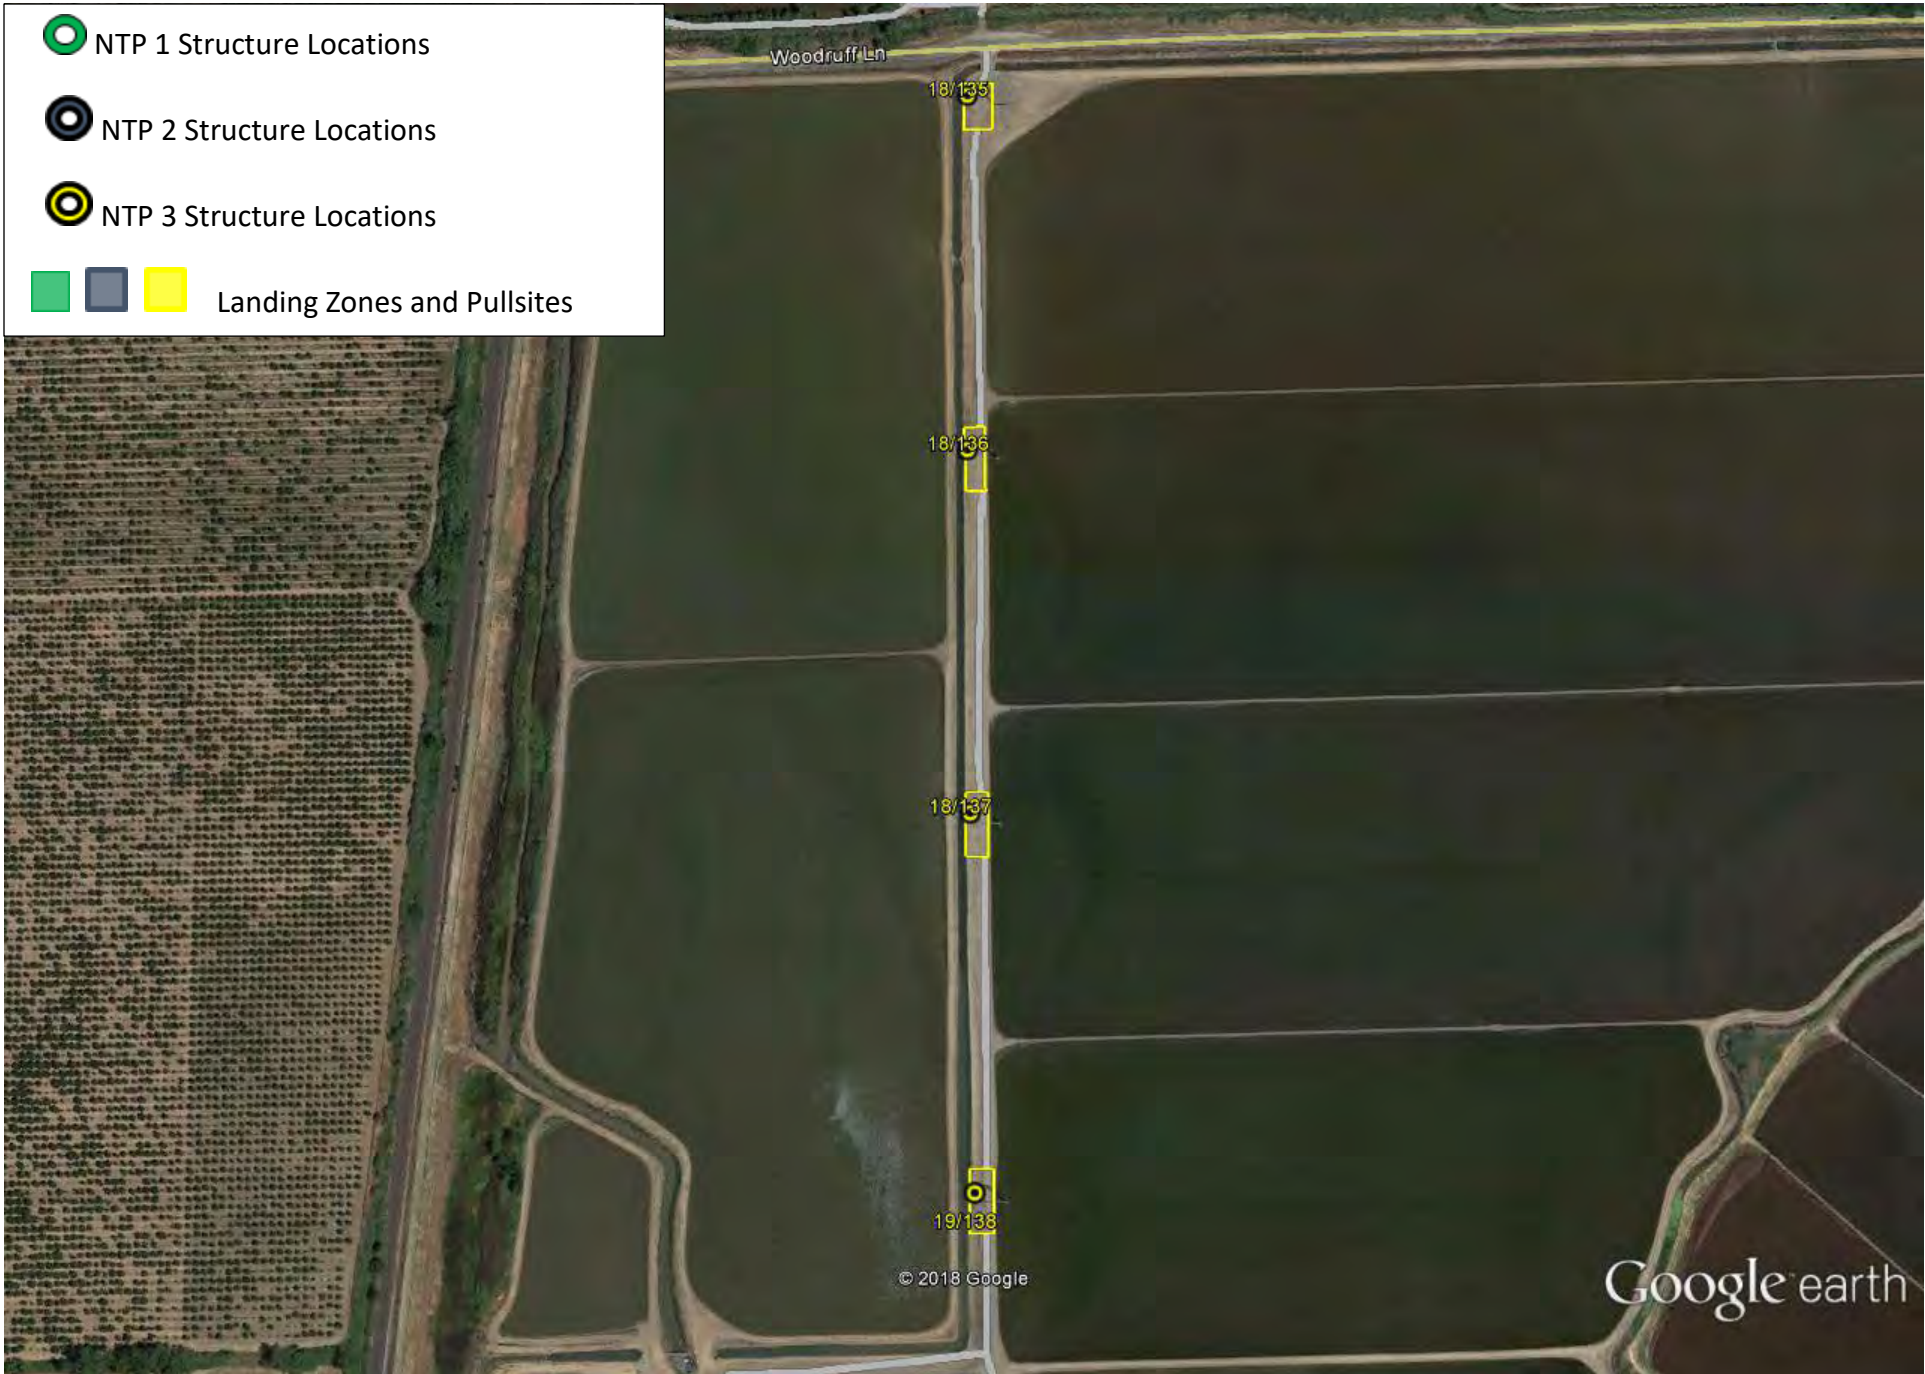 NTP 1 Structure Locations
NTP 2 Structure Locations
NTP 3 Structure Locations
Landing Zones and Pullsites
Woodruff Ln
18/135
18/136
18/137
19/138
© 2018 Google
Google earth